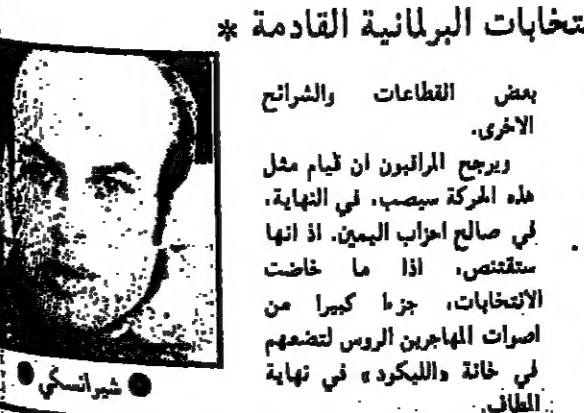 نتخابات البرلمانية القادمة *
بعض القطاعات والشرائح
الاخرى.
ويرجح المراقبون ان قيام مثل
هذه الحركة سيصب، في النهاية،
في صالح احزاب اليمين. اذ انها
ستقتنص، اذا ما خاضت
الانتخابات، جزءا كبيرا من
اصوات المهاجرين الروس لتضعهم
في خانة «الليكود» في نهاية
المطاف.
● شيرانسكي ●